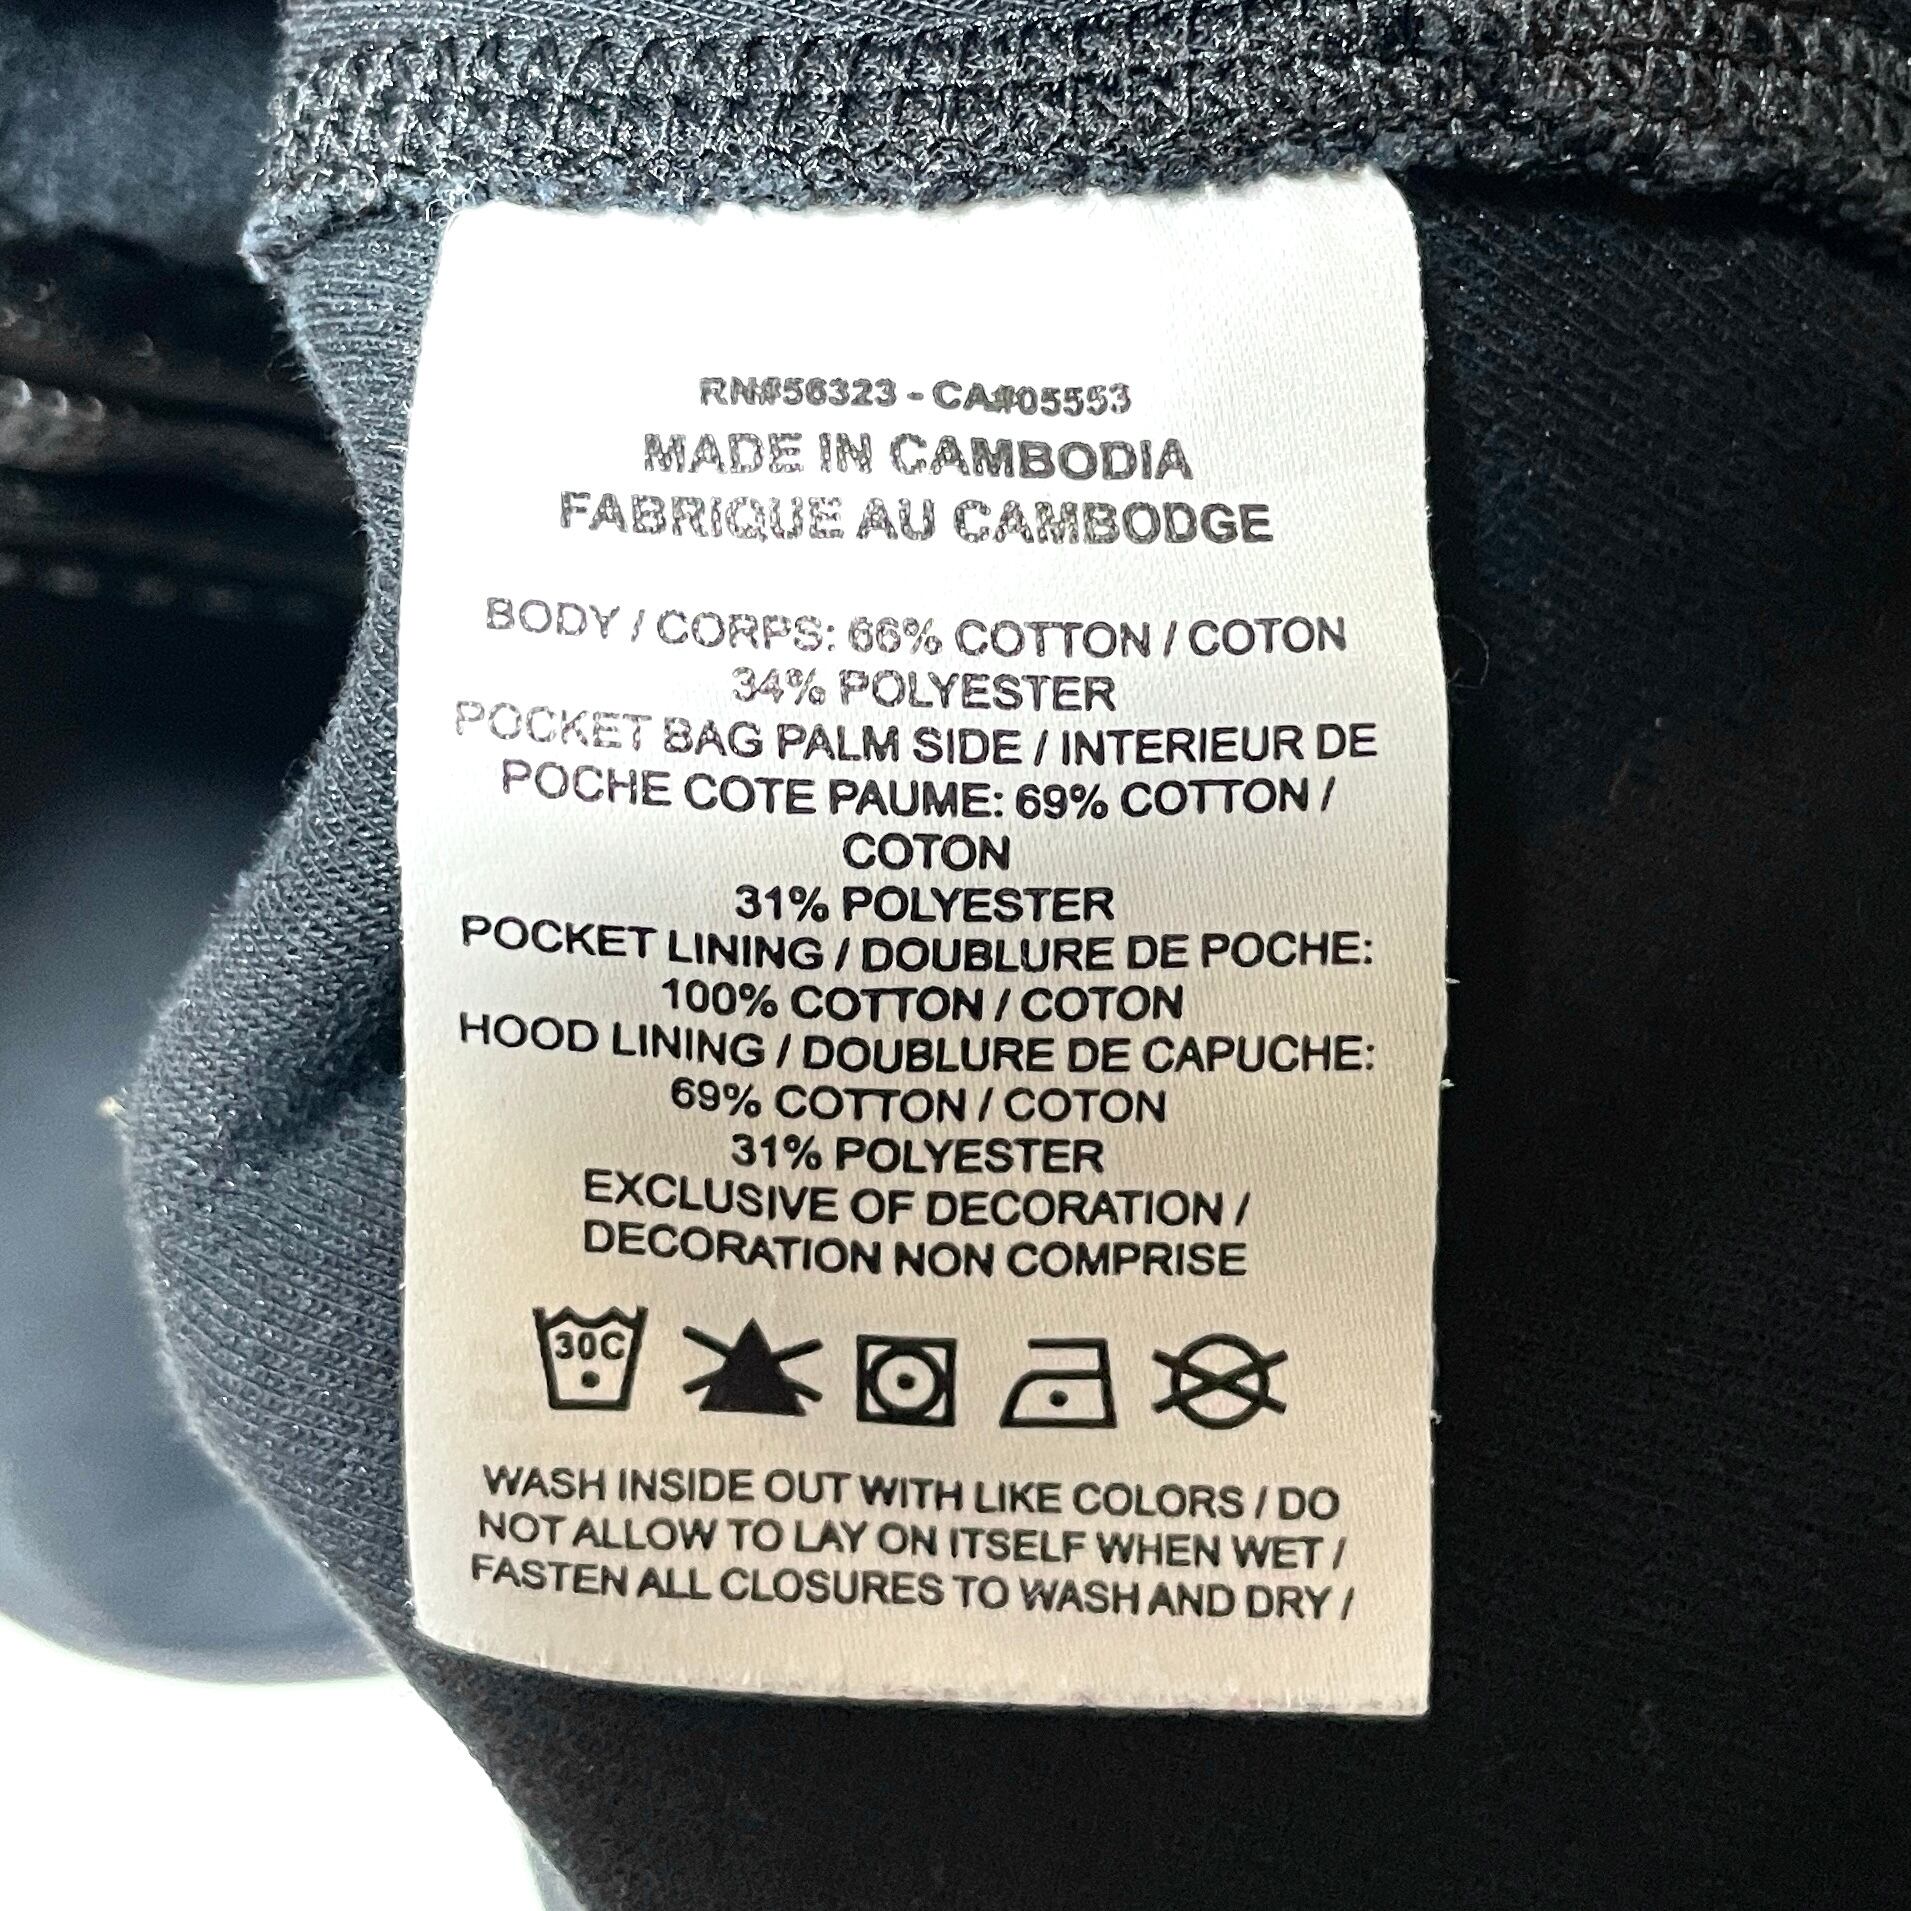 RN#56323 - CA#05553
MADE IN CAMBODIA
FABRIQUE AU CAMBODGE
BODY / CORPS: 66% COTTON / COTON
34% POLYESTER
POCKET BAG PALM SIDE / INTERIEUR DE
POCHE COTE PAUME: 69% COTTON /
COTON
31% POLYESTER
POCKET LINING / DOUBLURE DE POCHE:
100% COTTON / COTON
HOOD LINING / DOUBLURE DE CAPUCHE:
69% COTTON / COTON
31% POLYESTER
EXCLUSIVE OF DECORATION /
DECORATION NON COMPRISE
30C
WASH INSIDE OUT WITH LIKE COLORS / DO
NOT ALLOW TO LAY ON ITSELF WHEN WET /
FASTEN ALL CLOSURES TO WASH AND DRY /